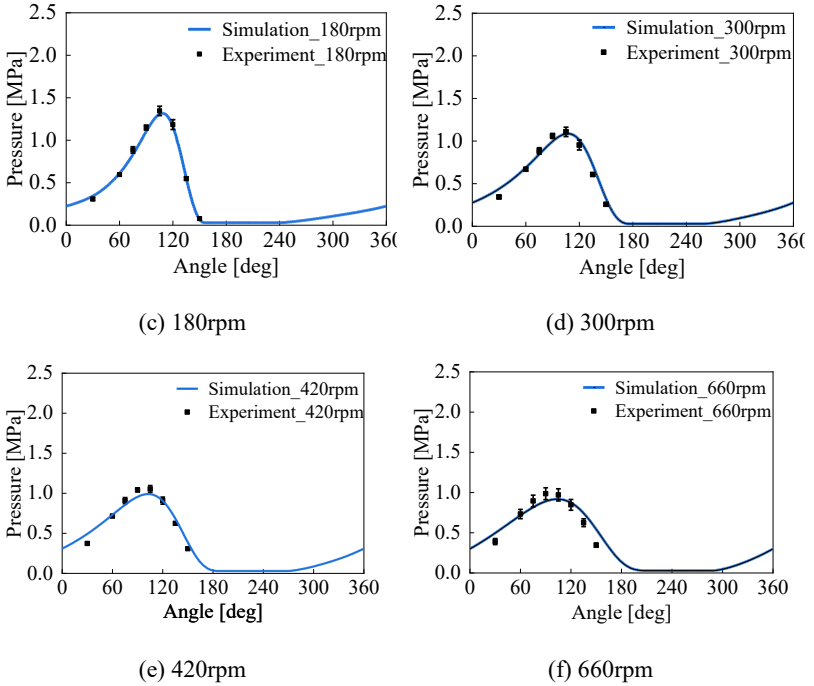 2.5
2.0
1.5
1.0
0.5
0.0
Pressure [MPa]
Simulation_180rpm
Experiment_180rpm
0 60 120 180 240 300 360
Angle [deg]
(c) 180rpm
2.5
2.0
1.5
1.0
0.5
0.0
Pressure [MPa]
Simulation_300rpm
Experiment_300rpm
0 60 120 180 240 300 360
Angle [deg]
(d) 300rpm
2.5
2.0
1.5
1.0
0.5
0.0
Pressure [MPa]
Simulation_420rpm
Experiment_420rpm
0 60 120 180 240 300 360
Angle [deg]
(e) 420rpm
2.5
2.0
1.5
1.0
0.5
0.0
Pressure [MPa]
Simulation_660rpm
Experiment_660rpm
0 60 120 180 240 300 360
Angle [deg]
(f) 660rpm